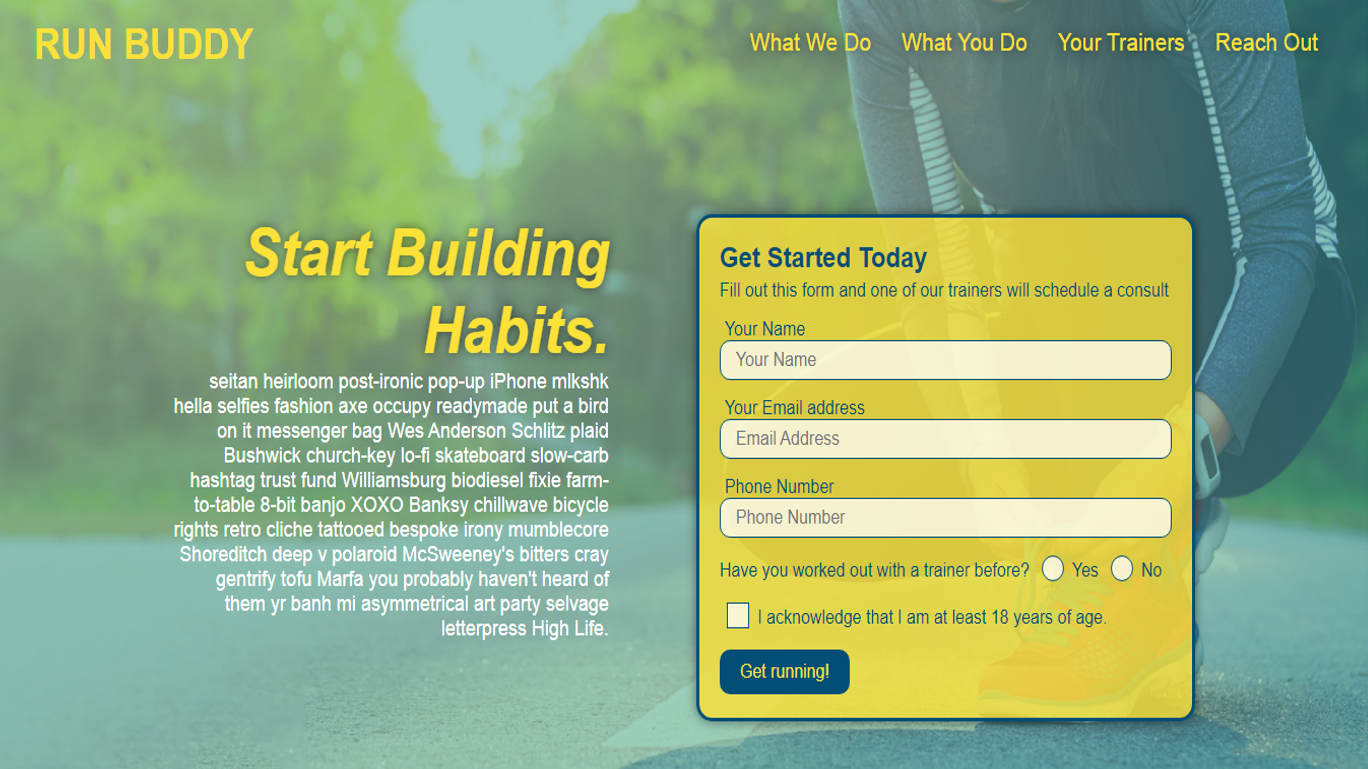 RUN BUDDY
What We Do
What You Do
Your Trainers
Reach Out
Start Building
Habits.
seitan heirloom post-ironic pop-up iPhone mlkshk
hella selfies fashion axe occupy readymade put a bird
on it messenger bag Wes Anderson Schlitz plaid
Bushwick church-key lo-fi skateboard slow-carb
hashtag trust fund Williamsburg biodiesel fixie farm-
to-table 8-bit banjo XOXO Banksy chillwave bicycle
rights retro cliche tattooed bespoke irony mumblecore
Shoreditch deep v polaroid McSweeney's bitters cray
gentrify tofu Marfa you probably haven't heard of
them yr banh mi asymmetrical art party selvage
letterpress High Life.
Get Started Today
Fill out this form and one of our trainers will schedule a consult
Your Name
Your Name
Your Email address
Email Address
Phone Number
Phone Number
Have you worked out with a trainer before? Yes No
I acknowledge that I am at least 18 years of age.
Get running!